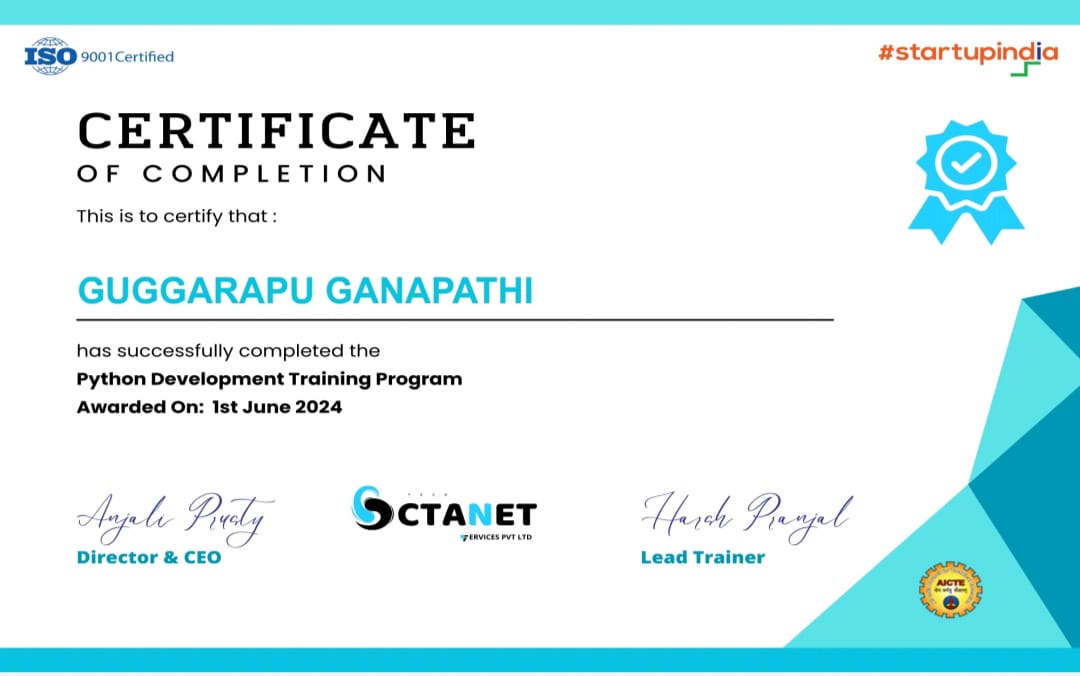 ISO 9001 Certified
#startupindia
CERTIFICATE
OF COMPLETION
This is to certify that :
GUGGARAPU GANAPATHI
has successfully completed the
Python Development Training Program
Awarded On: 1st June 2024
Anjali Prusty
OCTANET
SERVICES PVT LTD
Harsh Pranjal
Director & CEO
Lead Trainer
AICTE